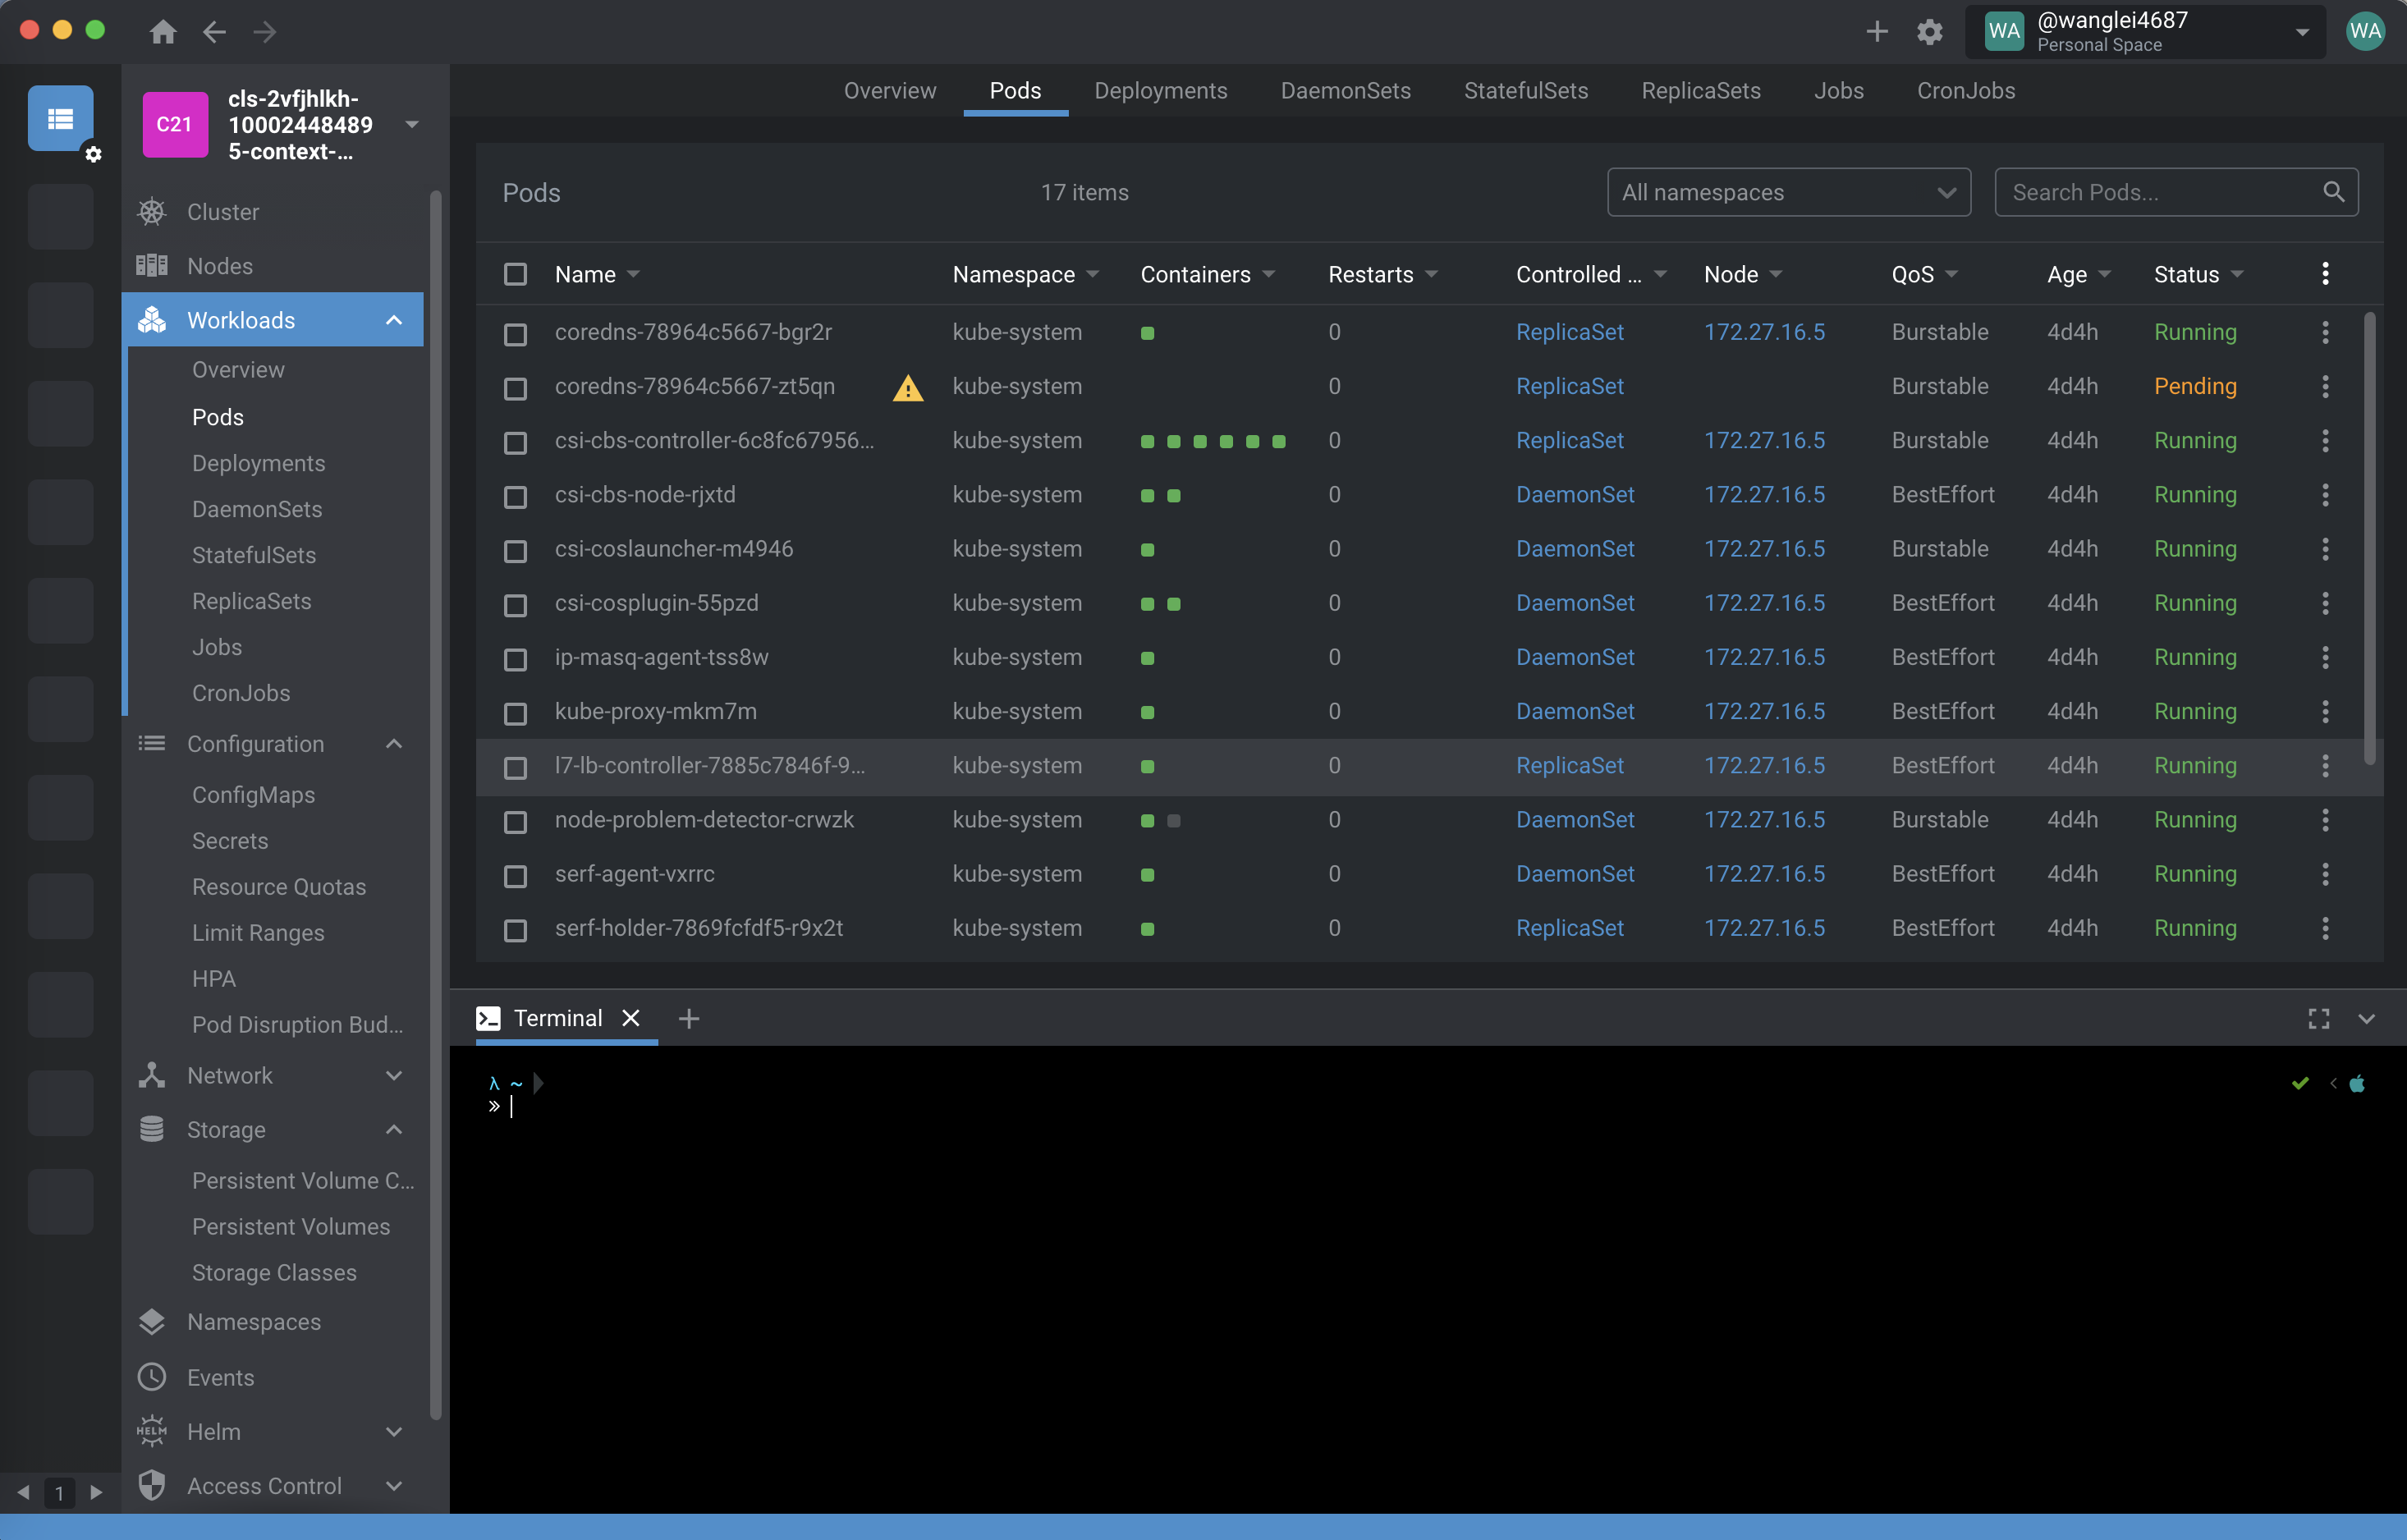 @wanglei4687
Personal Space
WA
WA
C21
cls-2vfjhlkh-
10002448489
5-context-...
Cluster
Nodes
Workloads
Overview
Pods
Deployments
DaemonSets
StatefulSets
ReplicaSets
Jobs
CronJobs
Configuration
ConfigMaps
Secrets
Resource Quotas
Limit Ranges
HPA
Pod Disruption Bud...
Network
Storage
Persistent Volume C...
Persistent Volumes
Storage Classes
Namespaces
Events
HELM
Helm
Access Control
1
Overview Pods Deployments DaemonSets StatefulSets ReplicaSets Jobs CronJobs
Pods 17 items All namespaces Search Pods...
Name Namespace Containers Restarts Controlled ... Node QoS Age Status
coredns-78964c5667-bgr2r kube-system 0 ReplicaSet 172.27.16.5 Burstable 4d4h Running
coredns-78964c5667-zt5qn kube-system 0 ReplicaSet Burstable 4d4h Pending
csi-cbs-controller-6c8fc67956... kube-system 0 ReplicaSet 172.27.16.5 Burstable 4d4h Running
csi-cbs-node-rjxtd kube-system 0 DaemonSet 172.27.16.5 BestEffort 4d4h Running
csi-coslauncher-m4946 kube-system 0 DaemonSet 172.27.16.5 Burstable 4d4h Running
csi-cosplugin-55pzd kube-system 0 DaemonSet 172.27.16.5 BestEffort 4d4h Running
ip-masq-agent-tss8w kube-system 0 DaemonSet 172.27.16.5 BestEffort 4d4h Running
kube-proxy-mkm7m kube-system 0 DaemonSet 172.27.16.5 BestEffort 4d4h Running
l7-lb-controller-7885c7846f-9... kube-system 0 ReplicaSet 172.27.16.5 BestEffort 4d4h Running
node-problem-detector-crwzk kube-system 0 DaemonSet 172.27.16.5 Burstable 4d4h Running
serf-agent-vxrrc kube-system 0 DaemonSet 172.27.16.5 BestEffort 4d4h Running
serf-holder-7869fcfdf5-r9x2t kube-system 0 ReplicaSet 172.27.16.5 BestEffort 4d4h Running
Terminal
λ ~
»